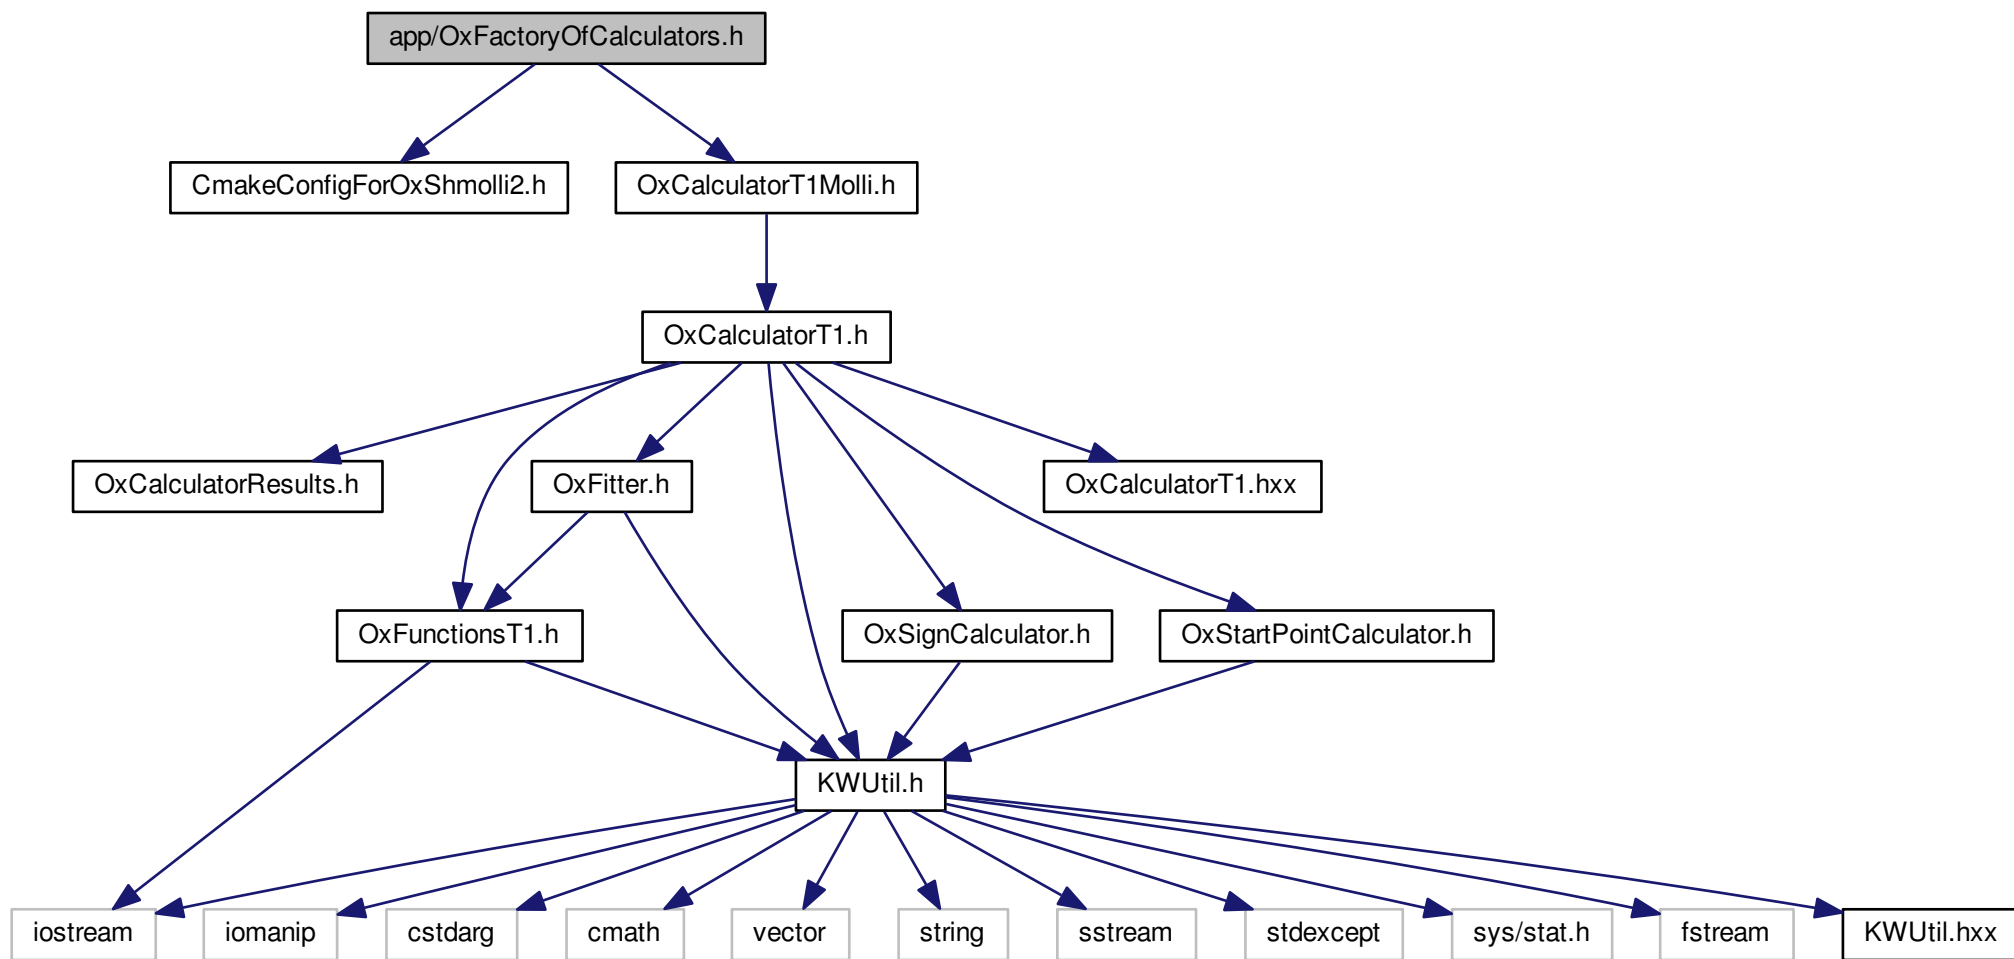 app/OxFactoryOfCalculators.h
CmakeConfigForOxShmolli2.h
OxCalculatorT1Molli.h
OxCalculatorT1.h
OxCalculatorResults.h
OxFitter.h
OxCalculatorT1.hxx
OxFunctionsT1.h
OxSignCalculator.h
OxStartPointCalculator.h
KWUtil.h
iostream
iomanip
cstdarg
cmath
vector
string
sstream
stdexcept
sys/stat.h
fstream
KWUtil.hxx